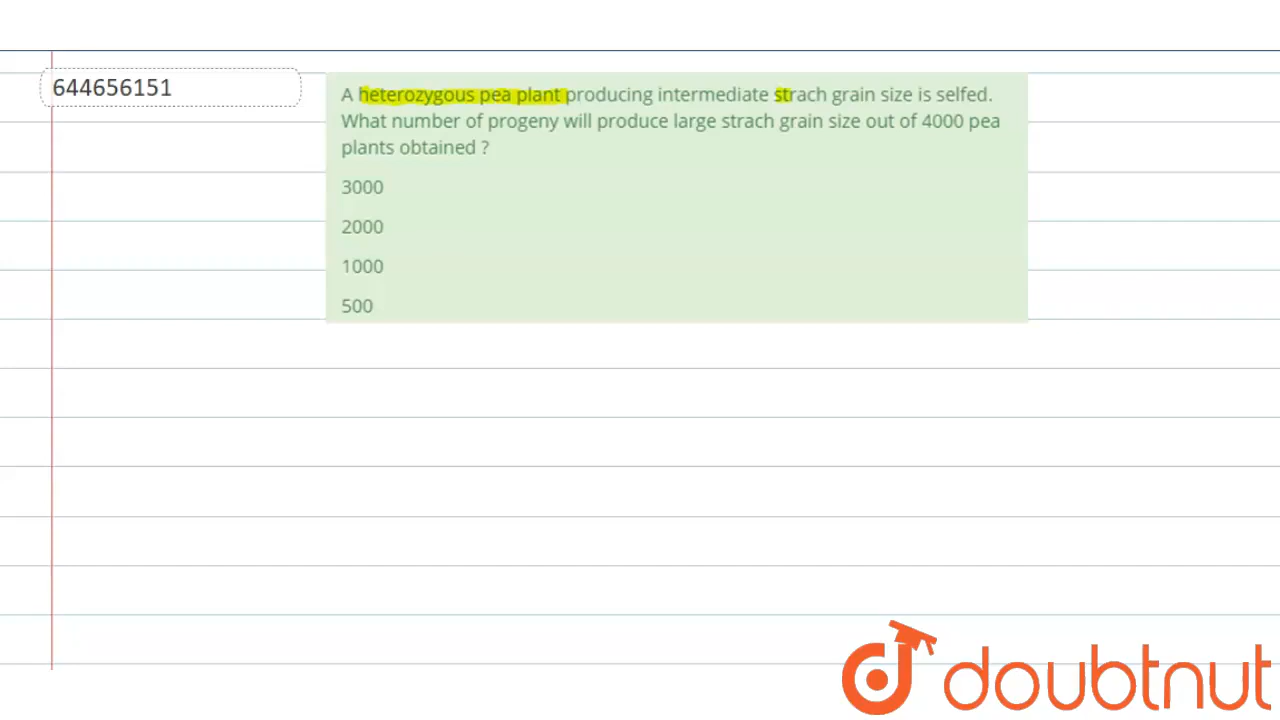 644656151
A heterozygous pea plant producing intermediate strach grain size is selfed.
What number of progeny will produce large strach grain size out of 4000 pea
plants obtained ?
3000
2000
1000
500
doubtnut